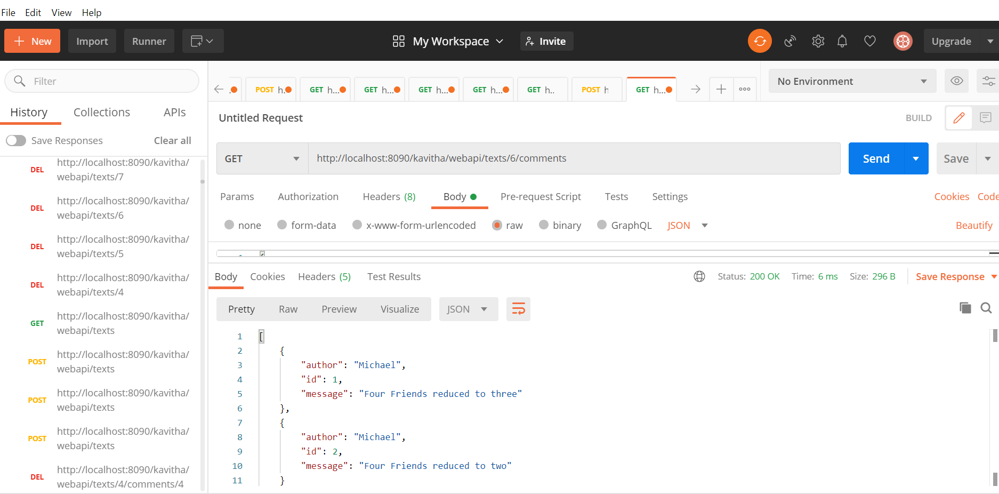 File Edit View Help
New Import Runner My Workspace Invite Upgrade
Filter
History Collections APIs
Save Responses Clear all
DEL http://localhost:8090/kavitha/
webapi/texts/7
DEL http://localhost:8090/kavitha/
webapi/texts/6
DEL http://localhost:8090/kavitha/
webapi/texts/5
DEL http://localhost:8090/kavitha/
webapi/texts/4
GET http://localhost:8090/kavitha/
webapi/texts
POST http://localhost:8090/kavitha/
webapi/texts
POST http://localhost:8090/kavitha/
webapi/texts
POST http://localhost:8090/kavitha/
webapi/texts
DEL http://localhost:8090/kavitha/
webapi/texts/4/comments/4
. POST h. GET h... GET h... GET h... GET h... GET h.. POST h GET h... No Environment
Untitled Request BUILD
GET http://localhost:8090/kavitha/webapi/texts/6/comments Send Save
Params Authorization Headers (8) Body Pre-request Script Tests Settings Cookies Code
none form-data x-www-form-urlencoded raw binary GraphQL JSON Beautify
Body Cookies Headers (5) Test Results Status: 200 OK Time: 6 ms Size: 296 B Save Response
Pretty Raw Preview Visualize JSON
1 [
2 {
3 "author": "Michael",
4 "id": 1,
5 "message": "Four Friends reduced to three"
6 },
7 {
8 "author": "Michael",
9 "id": 2,
10 "message": "Four Friends reduced to two"
11 }